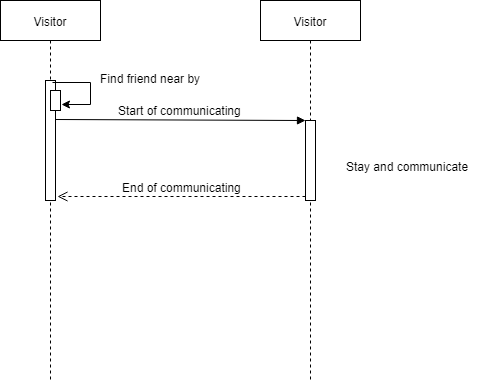 Visitor
Visitor
Find friend near by
Start of communicating
Stay and communicate
End of communicating